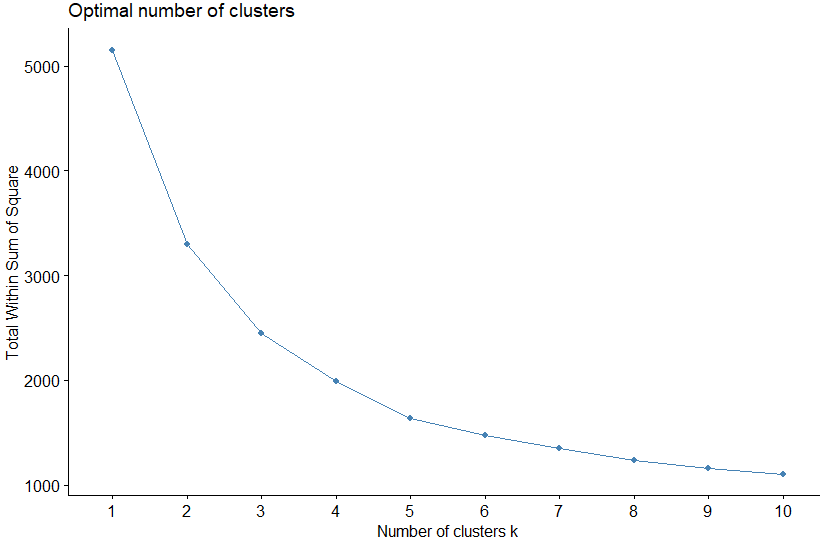 Optimal number of clusters
Total Within Sum of Square
5000
4000
3000
2000
1000
1 2 3 4 5 6 7 8 9 10
Number of clusters k